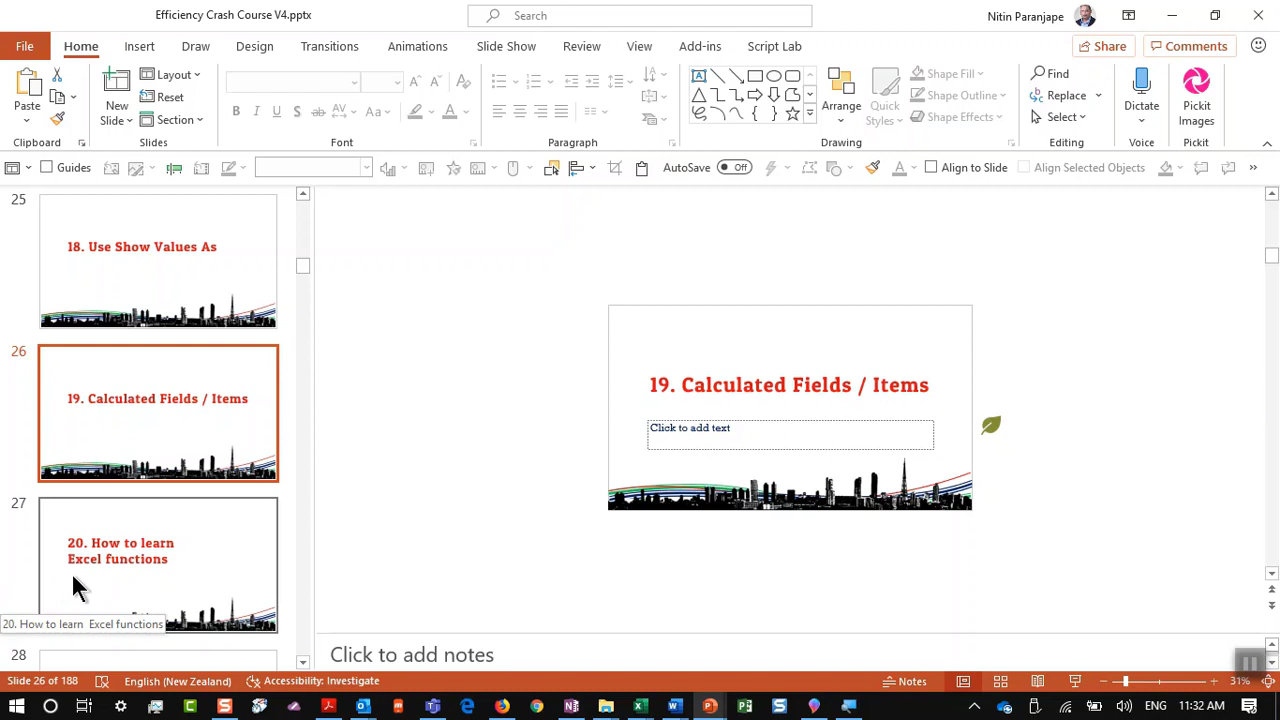 Efficiency Crash Course V4.pptx
Search
Nitin Paranjape
File Home Insert Draw Design Transitions Animations Slide Show Review View Add-ins Script Lab Share Comments
Paste
New Slide
Layout
Reset
Section
Arrange
Quick Styles
Shape Fill
Shape Outline
Shape Effects
Find
Replace
Select
Dictate
Pickit Images
Clipboard Slides Font Paragraph Drawing Editing Voice Pickit
Guides AutoSave Off Align to Slide Align Selected Objects
25
18. Use Show Values As
26
19. Calculated Fields / Items
27
20. How to learn
Excel functions
20. How to learn Excel functions
28
19. Calculated Fields / Items
Click to add text
Click to add notes
Slide 26 of 188 English (New Zealand) Accessibility: Investigate Notes 31%
11:32 AM